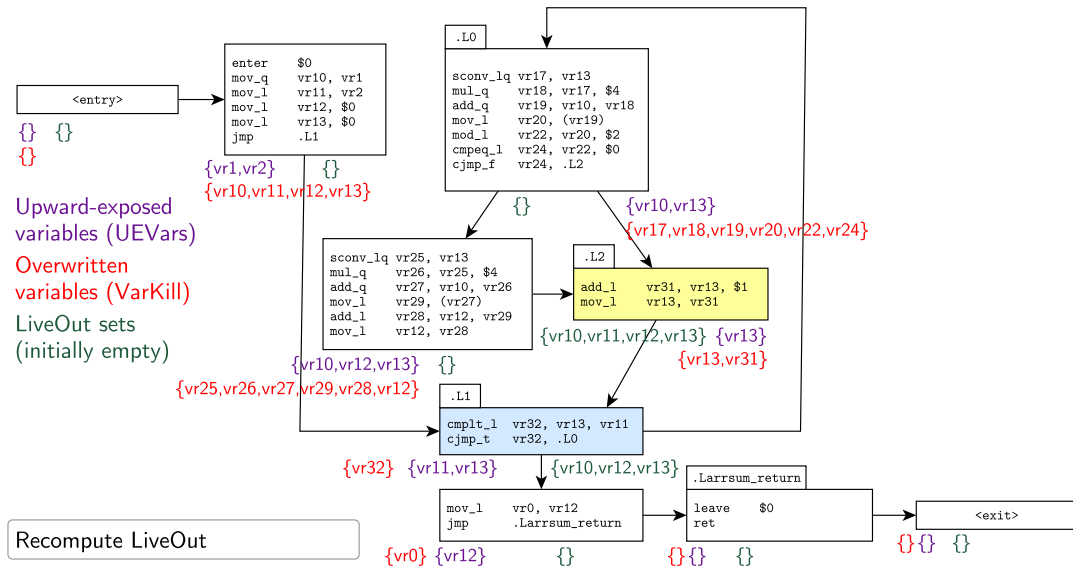 .L0
enter $0
mov_q vr10, vr1
mov_l vr11, vr2
mov_l vr12, $0
mov_l vr13, $0
jmp .L1
sconv_lq vr17, vr13
mul_q vr18, vr17, $4
add_q vr19, vr10, vr18
mov_l vr20, (vr19)
mod_l vr22, vr20, $2
cmpeq_l vr24, vr22, $0
cjmp_f vr24, .L2
<entry>
{} {}
{}
{vr1,vr2} {}
{vr10,vr11,vr12,vr13}
Upward-exposed
variables (UEVars)
Overwritten
variables (VarKill)
LiveOut sets
(initially empty)
{} {vr10,vr13}
{vr17,vr18,vr19,vr20,vr22,vr24}
sconv_lq vr25, vr13
mul_q vr26, vr25, $4
add_q vr27, vr10, vr26
mov_l vr29, (vr27)
add_l vr28, vr12, vr29
mov_l vr12, vr28
.L2
add_l vr31, vr13, $1
mov_l vr13, vr31
{vr10,vr11,vr12,vr13} {vr13}
{vr13,vr31}
{vr10,vr12,vr13} {}
{vr25,vr26,vr27,vr29,vr28,vr12}
.L1
cmplt_l vr32, vr13, vr11
cjmp_t vr32, .L0
{vr32} {vr11,vr13} {vr10,vr12,vr13}
mov_l vr0, vr12
jmp .Larrsum_return
{vr0} {vr12} {}
.Larrsum_return
leave $0
ret
{} {} {}
<exit>
{} {} {}
Recompute LiveOut